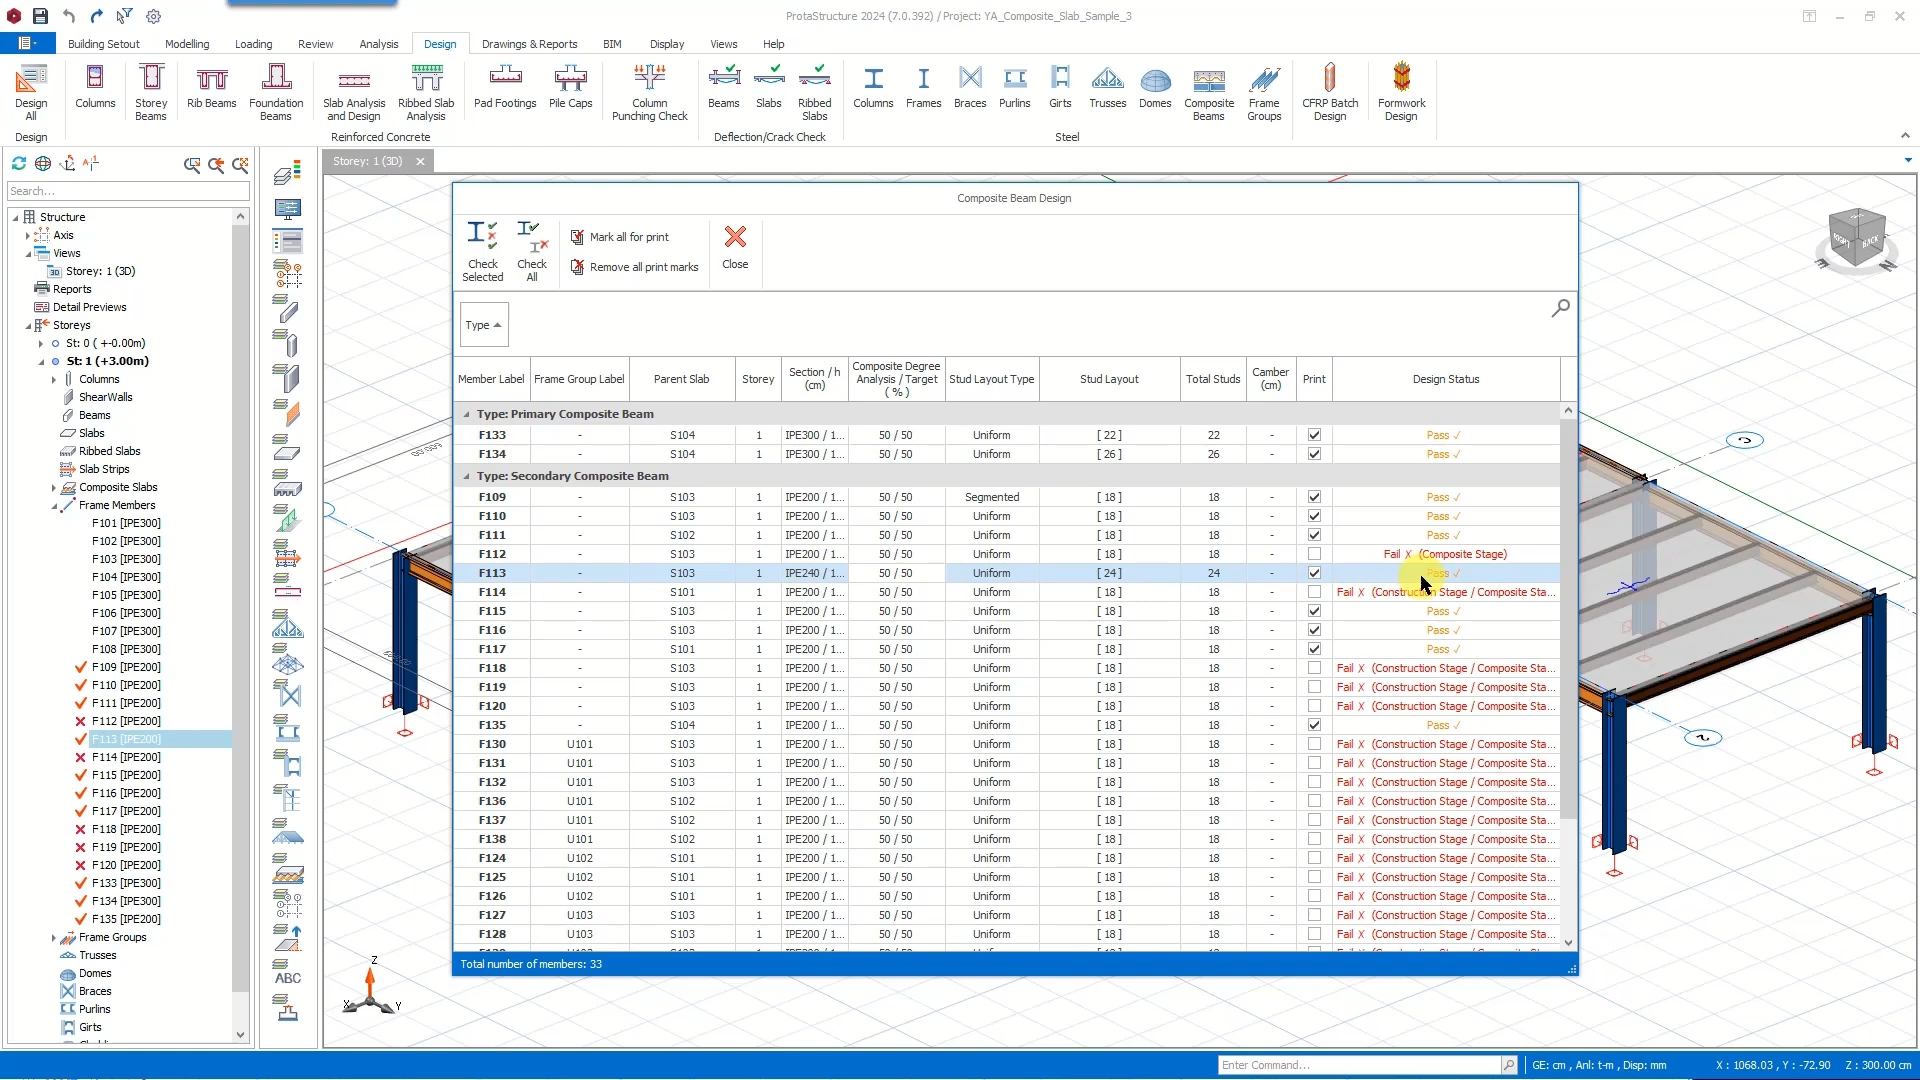 ProtaStructure 2024 (7.0.392) / Project: YA_Composite_Slab_Sample_3
Building Setout Modelling Loading Review Analysis Design Drawings & Reports BIM Display Views Help
Design All
Columns
Storey Beams
Rib Beams
Foundation Beams
Slab Analysis and Design
Ribbed Slab Analysis
Pad Footings
Pile Caps
Column Punching Check
Beams
Slabs
Ribbed Slabs
Columns
Frames
Braces
Purlins
Girts
Trusses
Domes
Composite Beams
Frame Groups
CFRP Batch Design
Formwork Design
Design Reinforced Concrete Deflection/Crack Check Steel
Search...
Structure
Axis
Views
Storey: 1 (3D)
Reports
Detail Previews
Storeys
St: 0 ( +-0.00m)
St: 1 (+3.00m)
Columns
ShearWalls
Beams
Slabs
Ribbed Slabs
Slab Strips
Composite Slabs
Frame Members
F101 [IPE300]
F102 [IPE300]
F103 [IPE300]
F104 [IPE300]
F105 [IPE300]
F106 [IPE300]
F107 [IPE300]
F108 [IPE300]
F109 [IPE200]
F110 [IPE200]
F111 [IPE200]
F112 [IPE200]
F113 [IPE200]
F114 [IPE200]
F115 [IPE200]
F116 [IPE200]
F117 [IPE200]
F118 [IPE200]
F119 [IPE200]
F120 [IPE200]
F133 [IPE300]
F134 [IPE300]
F135 [IPE200]
Frame Groups
Trusses
Domes
Braces
Purlins
Girts
ABC
Storey: 1 (3D)
Composite Beam Design
Check Selected
Check All
Mark all for print
Remove all print marks
Close
Type
Member Label Frame Group Label Parent Slab Storey Section / h (cm) Composite Degree Analysis / Target ( % ) Stud Layout Type Stud Layout Total Studs Camber (cm) Print Design Status
Type: Primary Composite Beam
F133 - S104 1 IPE300 / 1... 50 / 50 Uniform [ 22 ] 22 - Pass ✓
F134 - S104 1 IPE300 / 1... 50 / 50 Uniform [ 26 ] 26 - Pass ✓
Type: Secondary Composite Beam
F109 - S103 1 IPE200 / 1... 50 / 50 Segmented [ 18 ] 18 - Pass ✓
F110 - S103 1 IPE200 / 1... 50 / 50 Uniform [ 18 ] 18 - Pass ✓
F111 - S102 1 IPE200 / 1... 50 / 50 Uniform [ 18 ] 18 - Pass ✓
F112 - S103 1 IPE200 / 1... 50 / 50 Uniform [ 18 ] 18 - Fail X (Composite Stage)
F113 - S103 1 IPE240 / 1... 50 / 50 Uniform [ 24 ] 24 - Pass ✓
F114 - S101 1 IPE200 / 1... 50 / 50 Uniform [ 18 ] 18 - Fail X (Construction Stage / Composite Sta...
F115 - S103 1 IPE200 / 1... 50 / 50 Uniform [ 18 ] 18 - Pass ✓
F116 - S103 1 IPE200 / 1... 50 / 50 Uniform [ 18 ] 18 - Pass ✓
F117 - S101 1 IPE200 / 1... 50 / 50 Uniform [ 18 ] 18 - Pass ✓
F118 - S103 1 IPE200 / 1... 50 / 50 Uniform [ 18 ] 18 - Fail X (Construction Stage / Composite Sta...
F119 - S103 1 IPE200 / 1... 50 / 50 Uniform [ 18 ] 18 - Fail X (Construction Stage / Composite Sta...
F120 - S103 1 IPE200 / 1... 50 / 50 Uniform [ 18 ] 18 - Fail X (Construction Stage / Composite Sta...
F135 - S104 1 IPE200 / 1... 50 / 50 Uniform [ 18 ] 18 - Pass ✓
F130 U101 S103 1 IPE200 / 1... 50 / 50 Uniform [ 18 ] 18 - Fail X (Construction Stage / Composite Sta...
F131 U101 S103 1 IPE200 / 1... 50 / 50 Uniform [ 18 ] 18 - Fail X (Construction Stage / Composite Sta...
F132 U101 S103 1 IPE200 / 1... 50 / 50 Uniform [ 18 ] 18 - Fail X (Construction Stage / Composite Sta...
F136 U101 S102 1 IPE200 / 1... 50 / 50 Uniform [ 18 ] 18 - Fail X (Construction Stage / Composite Sta...
F137 U101 S102 1 IPE200 / 1... 50 / 50 Uniform [ 18 ] 18 - Fail X (Construction Stage / Composite Sta...
F138 U101 S102 1 IPE200 / 1... 50 / 50 Uniform [ 18 ] 18 - Fail X (Construction Stage / Composite Sta...
F124 U102 S101 1 IPE200 / 1... 50 / 50 Uniform [ 18 ] 18 - Fail X (Construction Stage / Composite Sta...
F125 U102 S101 1 IPE200 / 1... 50 / 50 Uniform [ 18 ] 18 - Fail X (Construction Stage / Composite Sta...
F126 U102 S101 1 IPE200 / 1... 50 / 50 Uniform [ 18 ] 18 - Fail X (Construction Stage / Composite Sta...
F127 U103 S103 1 IPE200 / 1... 50 / 50 Uniform [ 18 ] 18 - Fail X (Construction Stage / Composite Sta...
F128 U103 S103 1 IPE200 / 1... 50 / 50 Uniform [ 18 ] 18 - Fail X (Construction Stage / Composite Sta...
Total number of members: 33
RIGHT BACK
Z
X Y
Enter Command...
GE: cm , Anl: t-m , Disp: mm
X : 1068.03 , Y : -72.90 Z : 300.00 cm